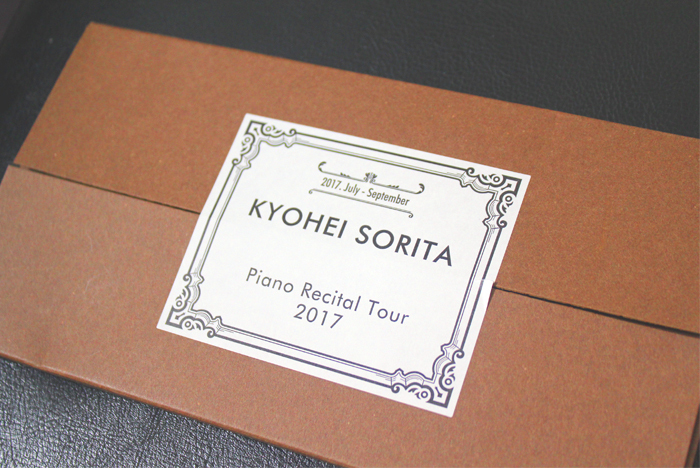 2017. July - September
KYOHEI SORITA
Piano Recital Tour
2017